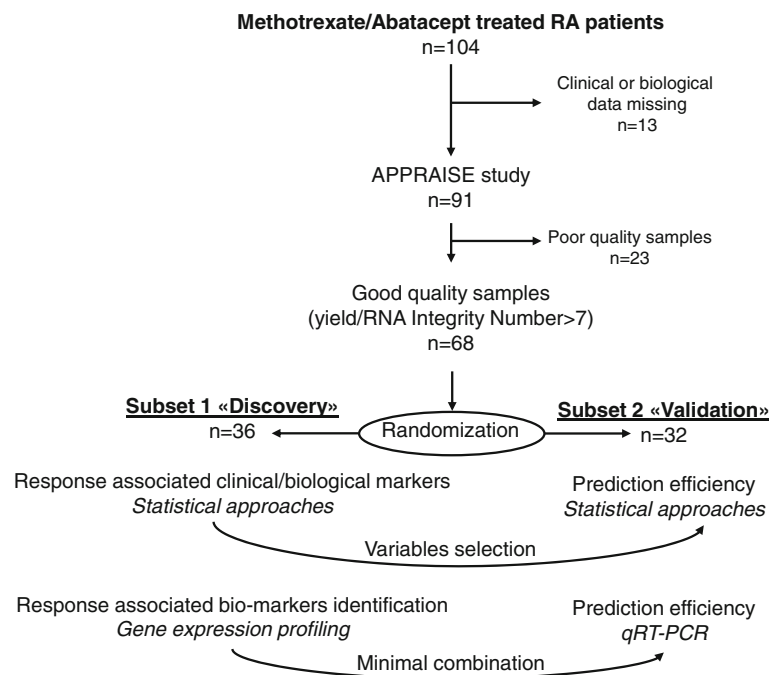 Methotrexate/Abatacept treated RA patients
n=104
Clinical or biological
data missing
n=13
APPRAISE study
n=91
Poor quality samples
n=23
Good quality samples
(yield/RNA Integrity Number>7)
n=68
Subset 1 «Discovery»
n=36
Randomization
Subset 2 «Validation»
n=32
Response associated clinical/biological markers
Statistical approaches
Prediction efficiency
Statistical approaches
Variables selection
Response associated bio-markers identification
Gene expression profiling
Prediction efficiency
qRT-PCR
Minimal combination